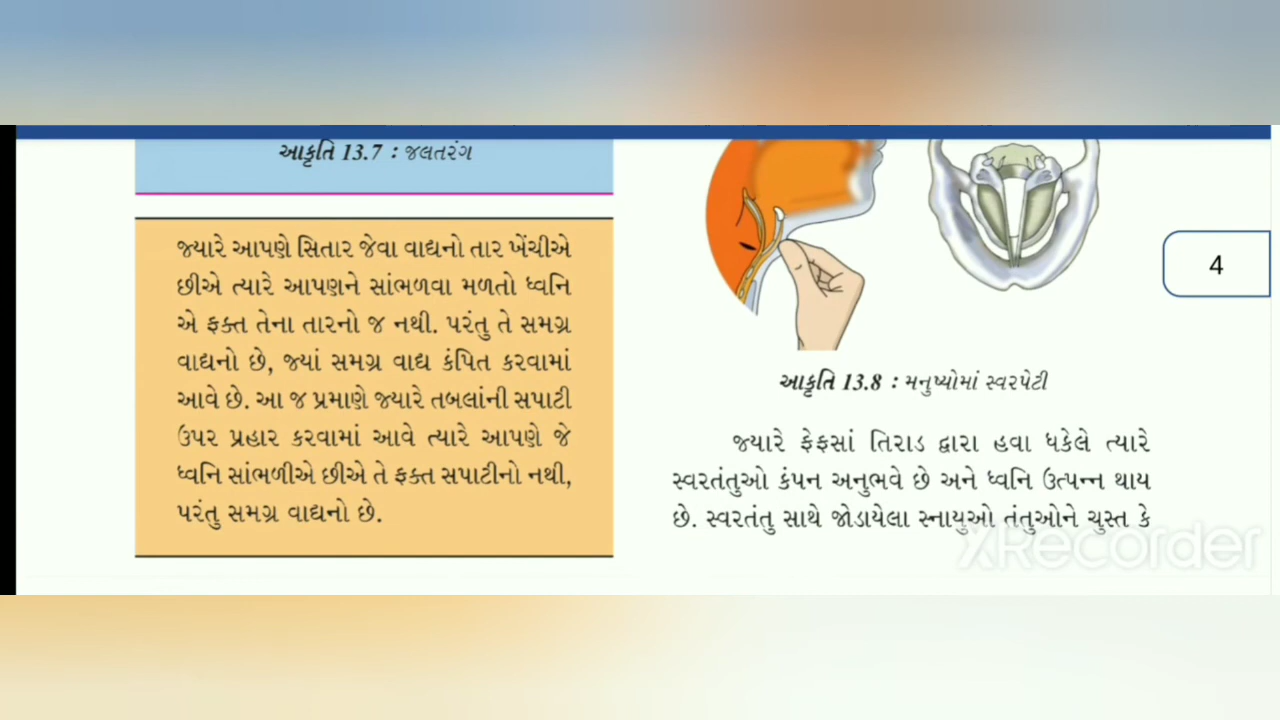 આકૃતિ 13.7 : જલતરંગ
જ્યારે આપણે સિતાર જેવા વાદ્યનો તાર ખેંચીએ
છીએ ત્યારે આપણને સાંભળવા મળતો ધ્વનિ
એ ફક્ત તેના તારનો જ નથી. પરંતુ તે સમગ્ર
વાદ્યનો છે, જ્યાં સમગ્ર વાદ્ય કંપિત કરવામાં
આવે છે. આ જ પ્રમાણે જ્યારે તબલાંની સપાટી
ઉપર પ્રહાર કરવામાં આવે ત્યારે આપણે જે
ધ્વનિ સાંભળીએ છીએ તે ફક્ત સપાટીનો નથી,
પરંતુ સમગ્ર વાદ્યનો છે.
આકૃતિ 13.8 : મનુષ્યોમાં સ્વરપેટી
જ્યારે ફેફસાં તિરાડ દ્વારા હવા ધકેલે ત્યારે
સ્વરતંતુઓ કંપન અનુભવે છે અને ધ્વનિ ઉત્પન્ન થાય
છે. સ્વરતંતુ સાથે જોડાયેલા સ્નાયુઓ તંતુઓને ચુસ્ત કે
4
XRecorder